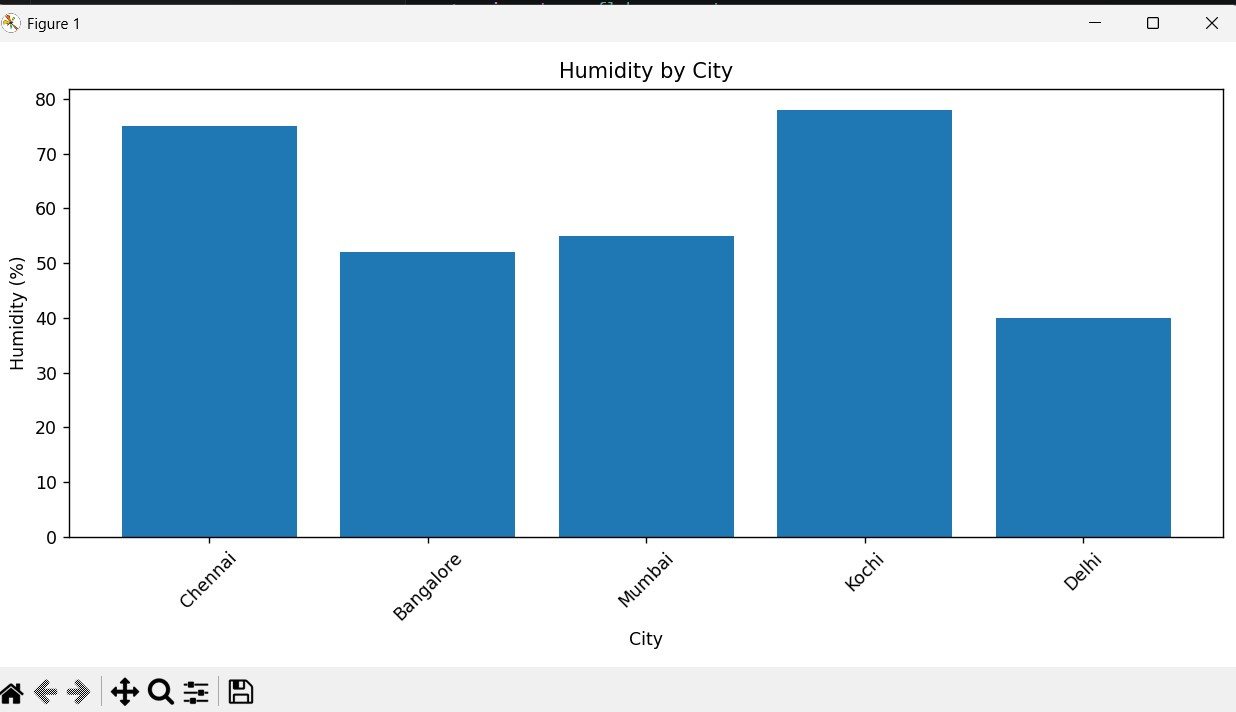 Figure 1
Humidity by City
Humidity (%)
80
70
60
50
40
30
20
10
0
Chennai
Bangalore
Mumbai
Kochi
Delhi
City